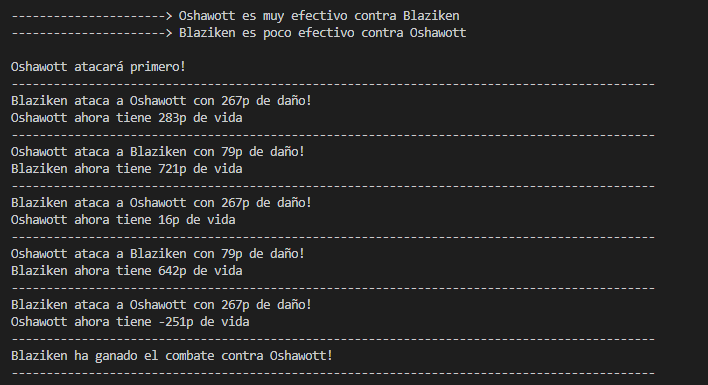 ----------------------> Oshawott es muy efectivo contra Blaziken
----------------------> Blaziken es poco efectivo contra Oshawott
Oshawott atacará primero!
--------------------------------------------------------------------------------------------
Blaziken ataca a Oshawott con 267p de daño!
Oshawott ahora tiene 283p de vida
--------------------------------------------------------------------------------------------
Oshawott ataca a Blaziken con 79p de daño!
Blaziken ahora tiene 721p de vida
--------------------------------------------------------------------------------------------
Blaziken ataca a Oshawott con 267p de daño!
Oshawott ahora tiene 16p de vida
--------------------------------------------------------------------------------------------
Oshawott ataca a Blaziken con 79p de daño!
Blaziken ahora tiene 642p de vida
--------------------------------------------------------------------------------------------
Blaziken ataca a Oshawott con 267p de daño!
Oshawott ahora tiene -251p de vida
--------------------------------------------------------------------------------------------
Blaziken ha ganado el combate contra Oshawott!
--------------------------------------------------------------------------------------------